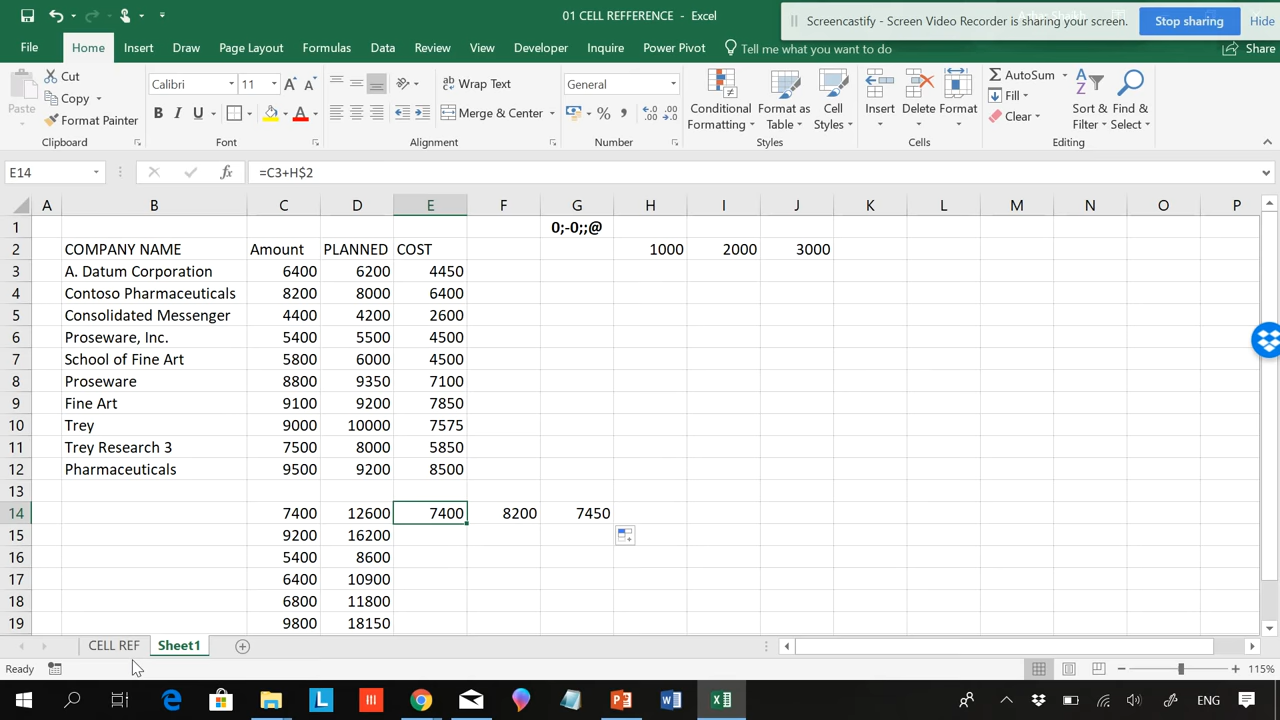 01 CELL REFFERENCE - Excel
Screencastify - Screen Video Recorder is sharing your screen.
Stop sharing
Hide
File Home Insert Draw Page Layout Formulas Data Review View Developer Inquire Power Pivot Tell me what you want to do Share
Paste
Cut
Copy
Format Painter
Calibri 11
B I U
Wrap Text
Merge & Center
General
Conditional Formatting
Format as Table
Cell Styles
Insert Delete Format
AutoSum
Fill
Clear
Sort & Filter
Find & Select
Clipboard Font Alignment Number Styles Cells Editing
E14 fx =C3+H$2
A B C D E F G H I J K L M N O P
1 0;-0;;@
2 COMPANY NAME Amount PLANNED COST 1000 2000 3000
3 A. Datum Corporation 6400 6200 4450
4 Contoso Pharmaceuticals 8200 8000 6400
5 Consolidated Messenger 4400 4200 2600
6 Proseware, Inc. 5400 5500 4500
7 School of Fine Art 5800 6000 4500
8 Proseware 8800 9350 7100
9 Fine Art 9100 9200 7850
10 Trey 9000 10000 7575
11 Trey Research 3 7500 8000 5850
12 Pharmaceuticals 9500 9200 8500
13
14 7400 12600 7400 8200 7450
15 9200 16200
16 5400 8600
17 6400 10900
18 6800 11800
19 9800 18150
CELL REF Sheet1
Ready 115%
ENG